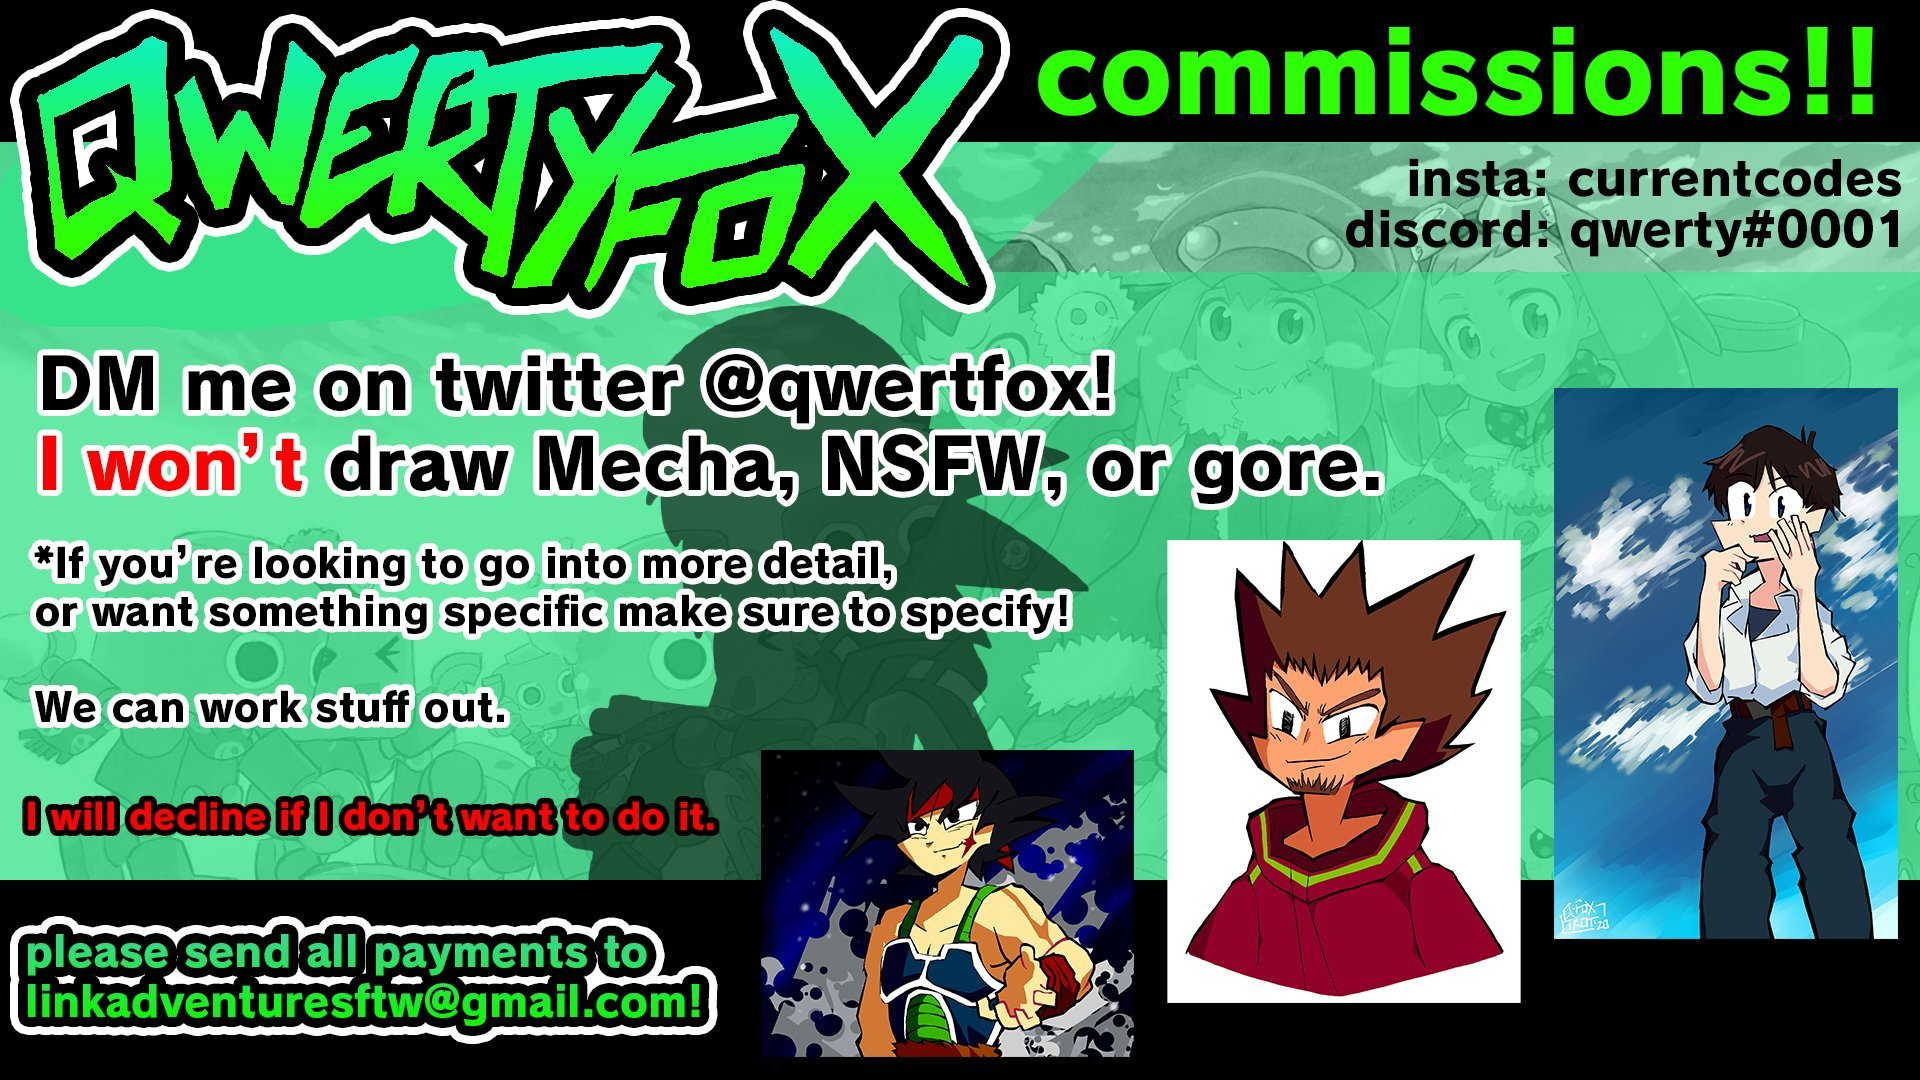 QWERTYFOX
commissions!!
insta: currentcodes
discord: qwerty#0001
DM me on twitter @qwertfox!
I won't draw Mecha, NSFW, or gore.
*If you're looking to go into more detail,
or want something specific make sure to specify!
We can work stuff out.
I will decline if I don't want to do it.
please send all payments to
linkadventuresftw@gmail.com!